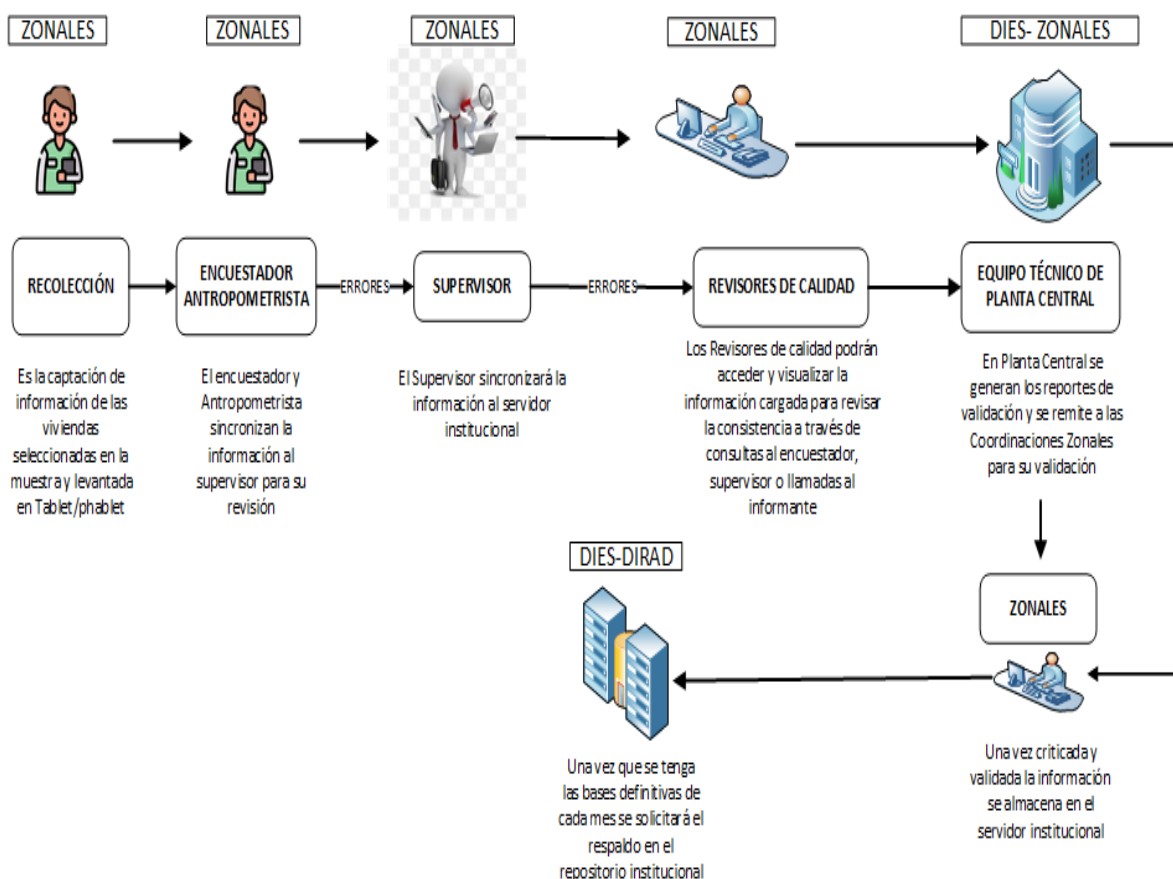 ZONALES
ZONALES
ZONALES
ZONALES
DIES- ZONALES
RECOLECCIÓN
ENCUESTADOR
ANTROPOMETRISTA
ERRORES
SUPERVISOR
ERRORES
REVISORES DE CALIDAD
EQUIPO TÉCNICO DE
PLANTA CENTRAL
Es la captación de
información de las
viviendas
seleccionadas en la
muestra y levantada
en Tablet/phablet
El encuestador y
Antropometrista
sincronizan la
información al
supervisor para su
revisión
El Supervisor sincronizará la
información al servidor
institucional
Los Revisores de calidad podrán
acceder y visualizar la
información cargada para revisar
la consistencia a través de
consultas al encuestador,
supervisor o llamadas al
informante
En Planta Central se
generan los reportes de
validación y se remite a las
Coordinaciones Zonales
para su validación
DIES-DIRAD
ZONALES
Una vez que se tenga
las bases definitivas de
cada mes se solicitará el
respaldo en el
repositorio institucional
Una vez criticada y
validada la información
se almacena en el
servidor institucional